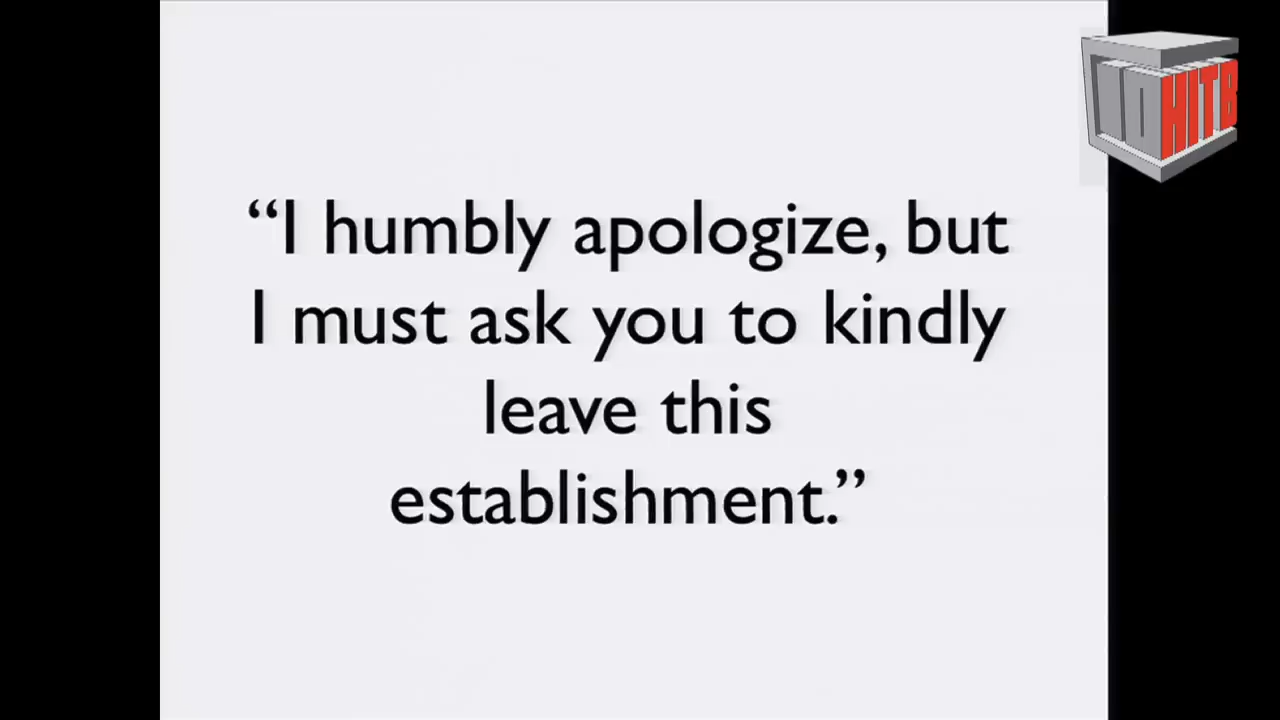 “I humbly apologize, but
I must ask you to kindly
leave this
establishment.”
HITB